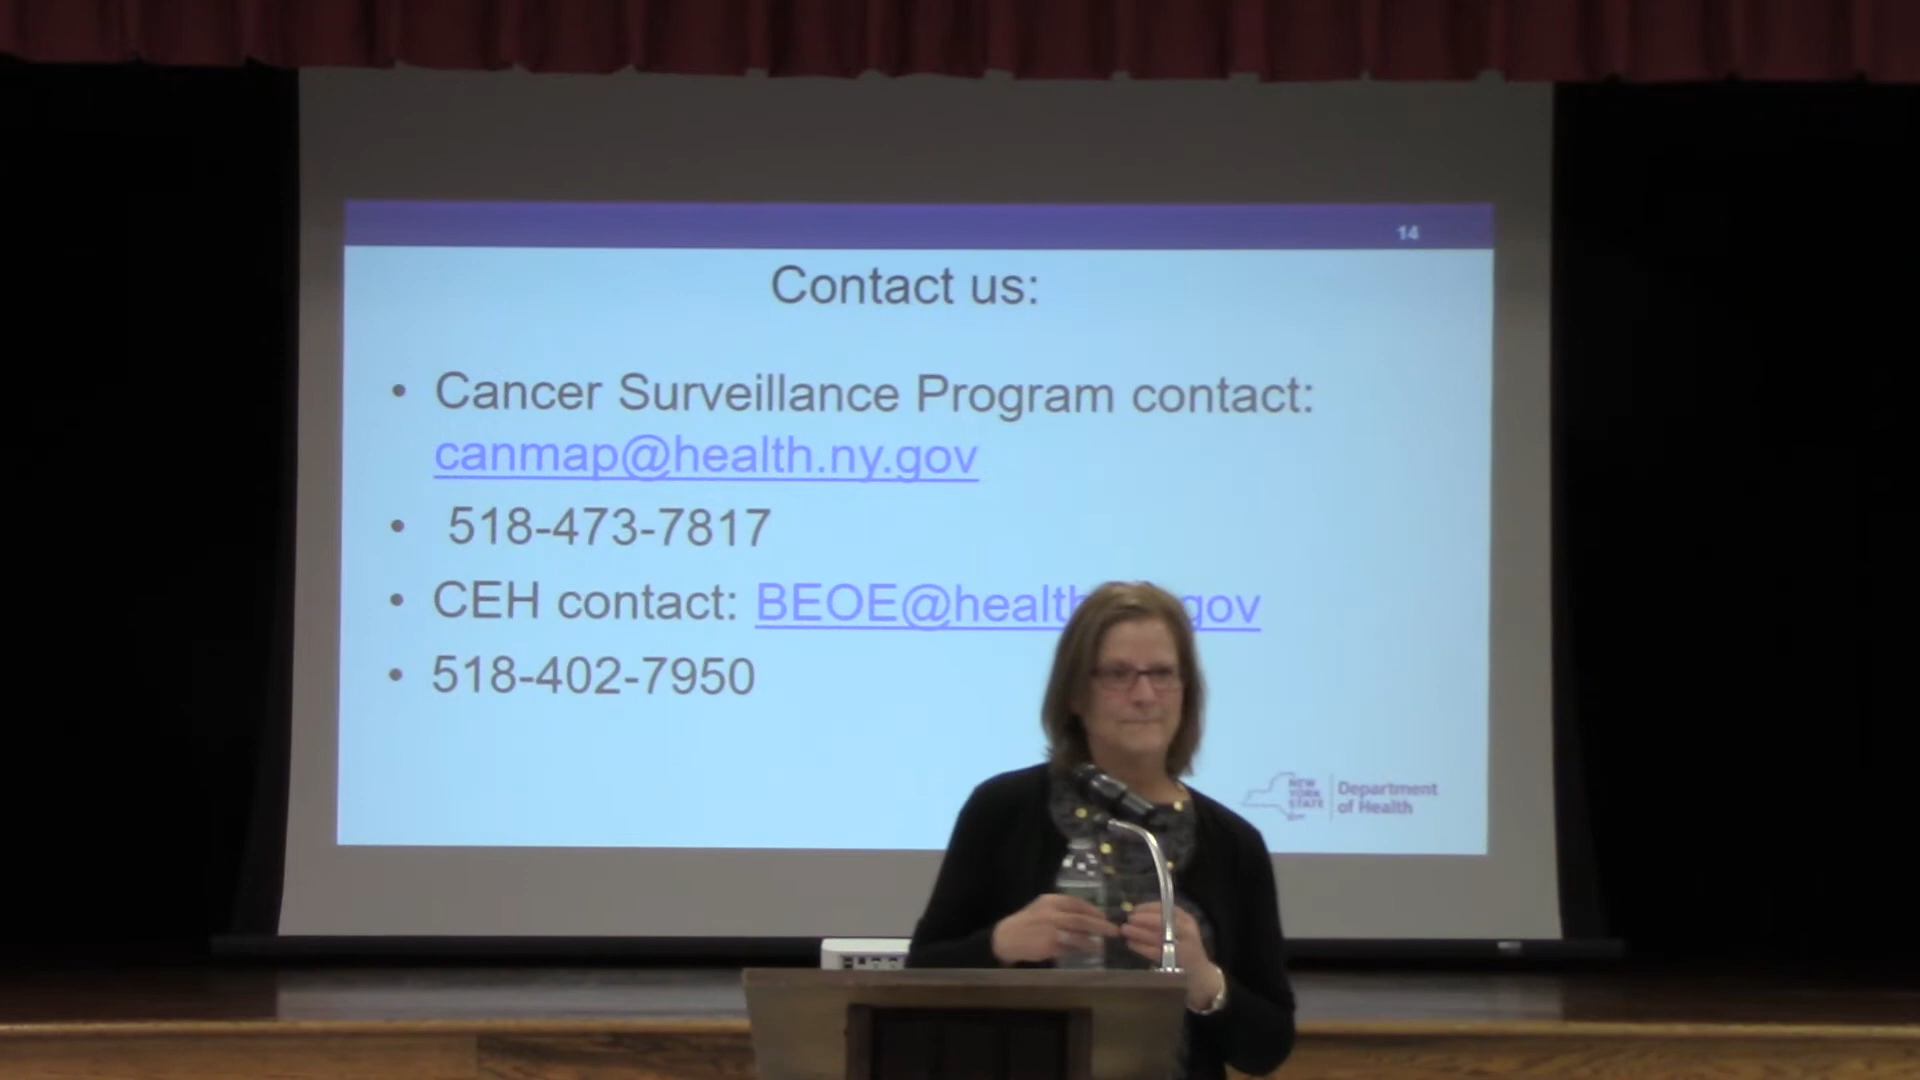 14
Contact us:
• Cancer Surveillance Program contact:
canmap@health.ny.gov
• 518-473-7817
• CEH contact: BEOE@health gov
• 518-402-7950
NEW
YORK
STATE
Department
of Health